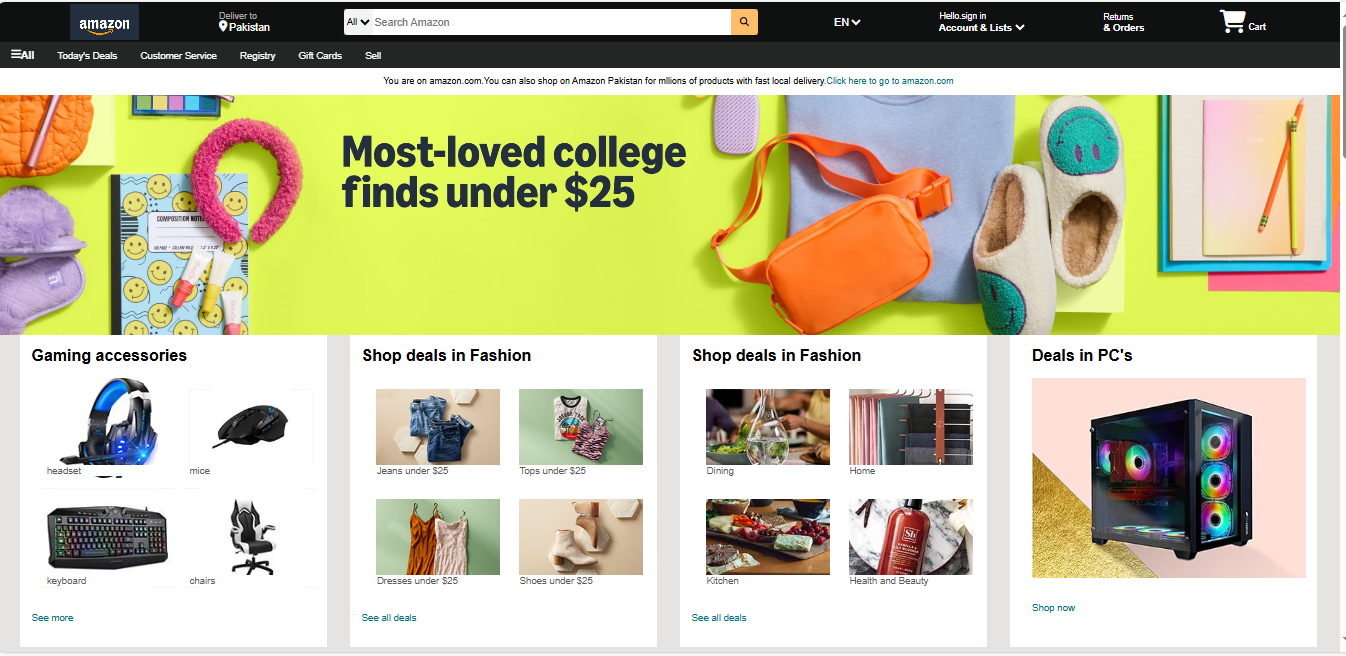 amazon
Deliver to
Pakistan
All
Search Amazon
EN
Hello.sign in
Account & Lists
Returns
& Orders
Cart
All
Today's Deals
Customer Service
Registry
Gift Cards
Sell
You are on amazon.com.You can also shop on Amazon Pakistan for mllions of products with fast local delivery.Click here to go to amazon.com
Most-loved college
finds under $25
COMPOSITION NOTE
Gaming accessories
headset
mice
keyboard
chairs
See more
Shop deals in Fashion
Jeans under $25
Tops under $25
Dresses under $25
Shoes under $25
See all deals
Shop deals in Fashion
Dining
Home
Kitchen
Health and Beauty
See all deals
Deals in PC's
Shop now